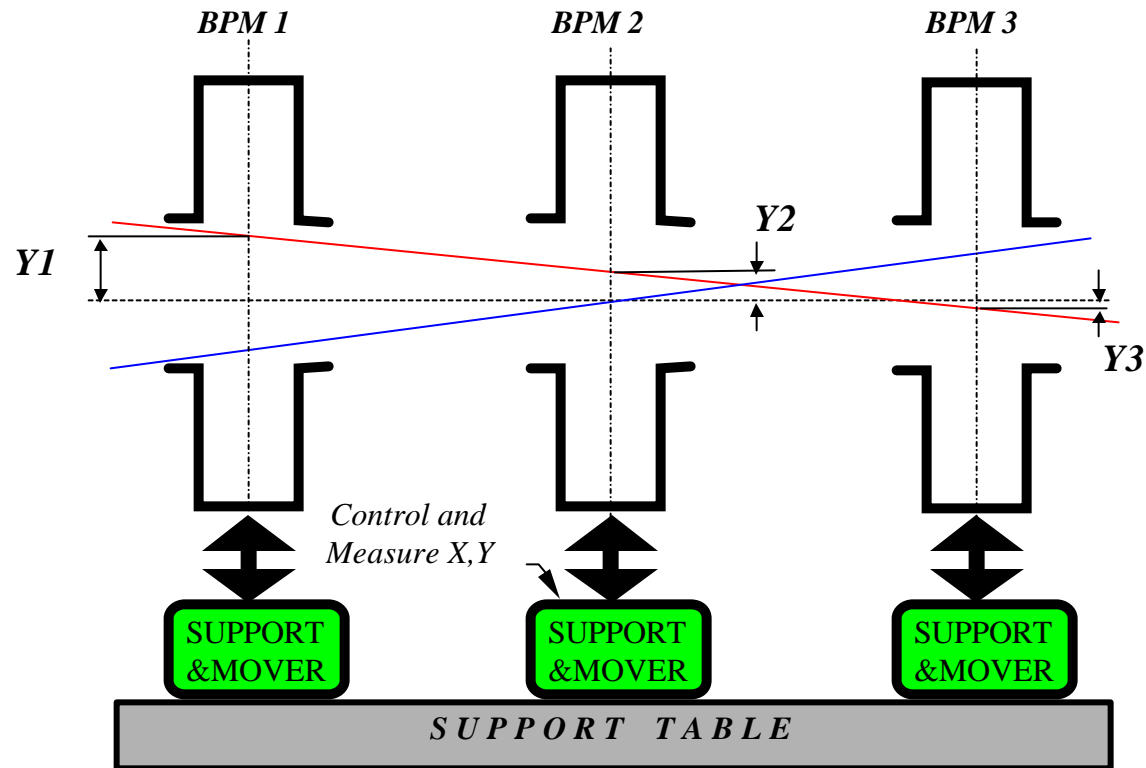 BPM 1
BPM 2
BPM 3
Y1
Y2
Y3
Control and
Measure X,Y
SUPPORT
&MOVER
SUPPORT
&MOVER
SUPPORT
&MOVER
SUPPORT TABLE